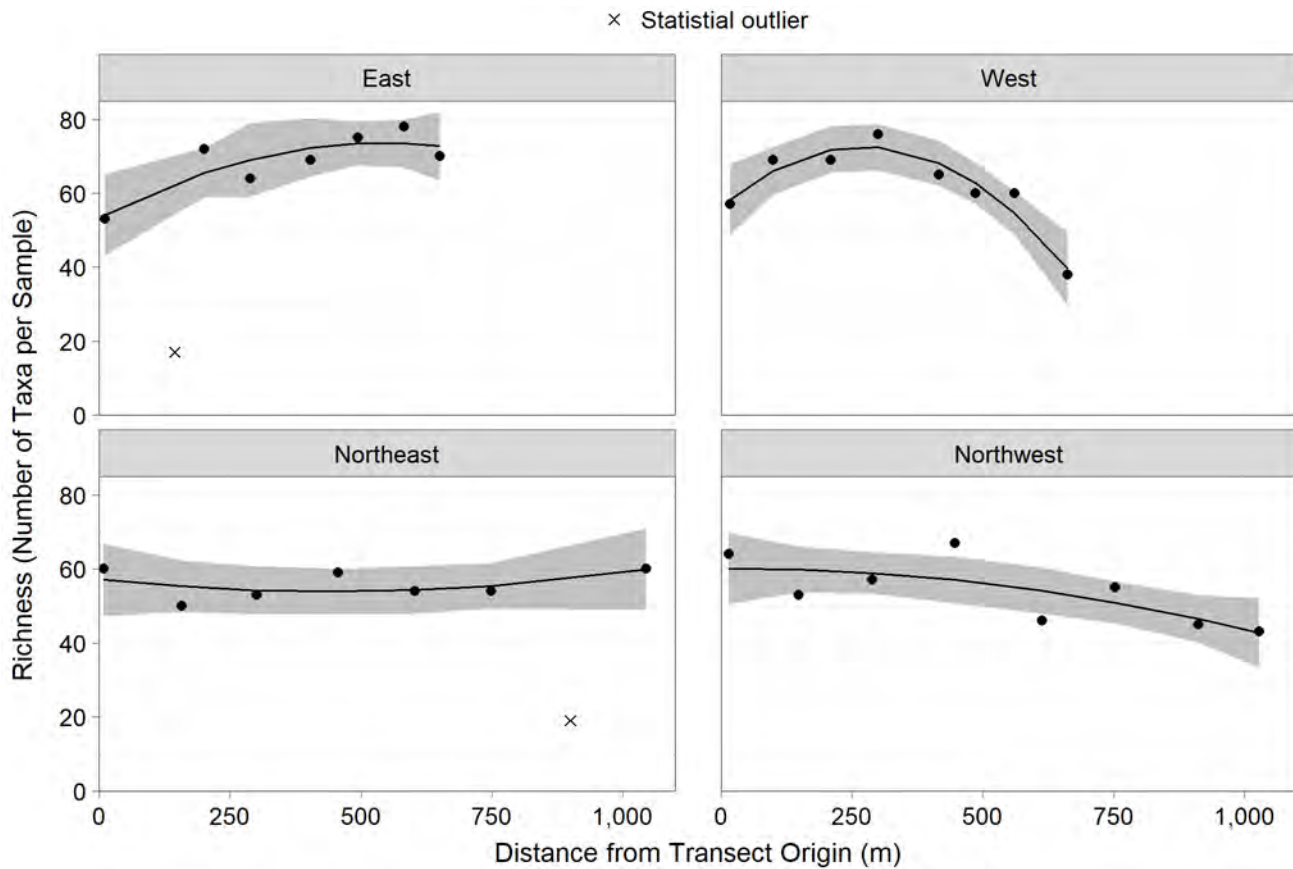 × Statistial outlier
East
West
80
60
40
20
0
Northeast
Northwest
80
60
40
20
0
0 250 500 750 1,000
0 250 500 750 1,000
Richness (Number of Taxa per Sample)
Distance from Transect Origin (m)